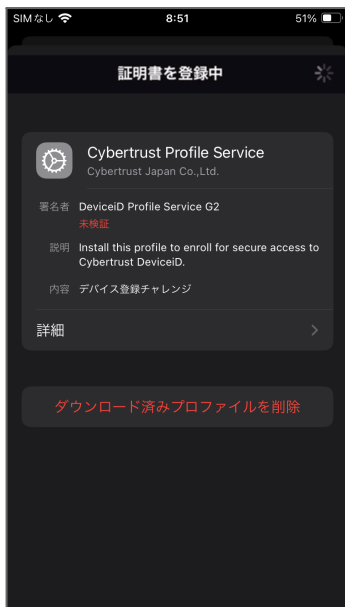 SIMなし 8:51 51%
証明書を登録中
Cybertrust Profile Service
Cybertrust Japan Co.,Ltd.
署名者 DeviceiD Profile Service G2
未検証
説明 Install this profile to enroll for secure access to
Cybertrust DeviceiD.
内容 デバイス登録チャレンジ
詳細
ダウンロード済みプロファイルを削除